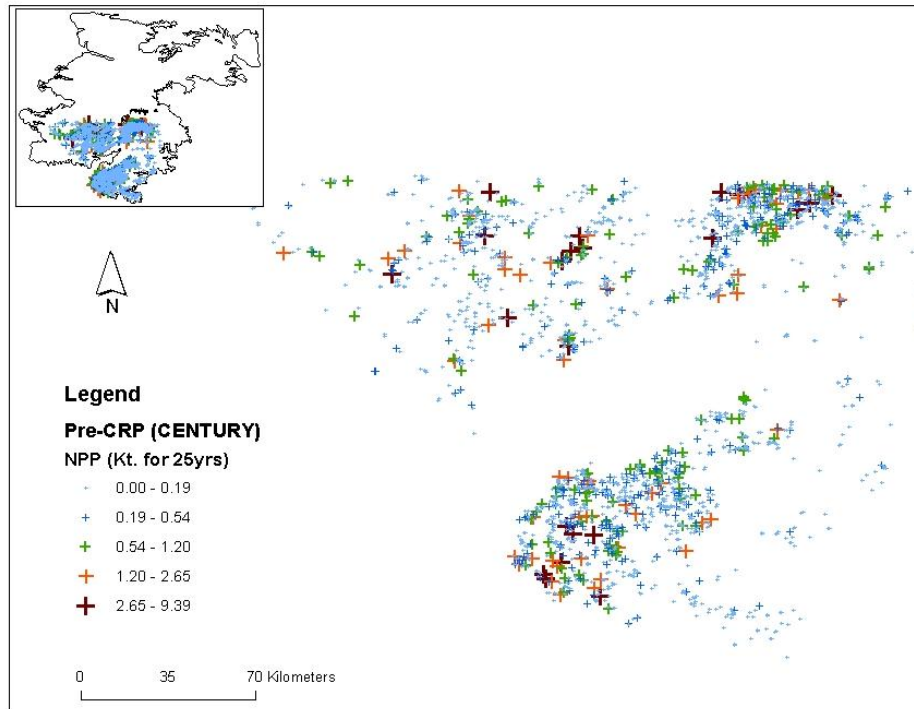 N
Legend
Pre-CRP (CENTURY)
NPP (Kt. for 25yrs)
0.00 - 0.19
0.19 - 0.54
0.54 - 1.20
1.20 - 2.65
2.65 - 9.39
0 35 70 Kilometers